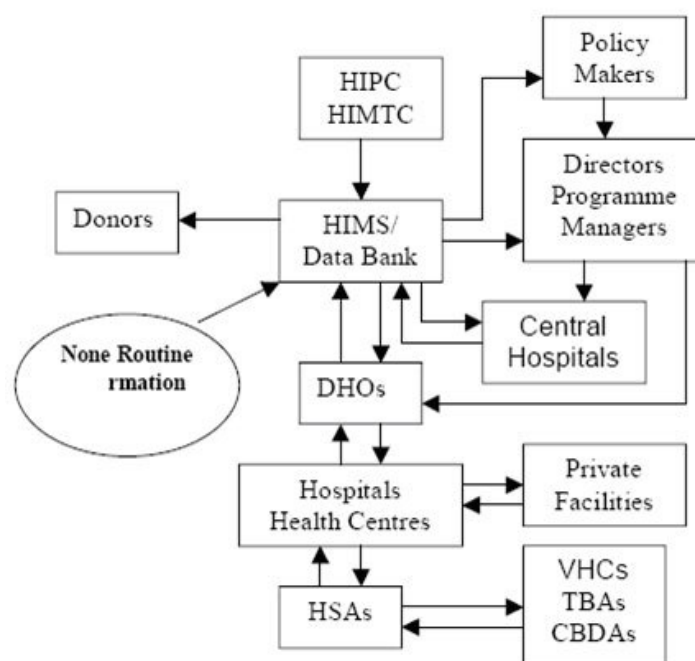 Policy
Makers
HIPC
HIMTC
Directors
Programme
Managers
Donors
HIMS/
Data Bank
Central
Hospitals
None Routine
rmation
DHOs
Hospitals
Health Centres
Private
Facilities
HSAs
VHCs
TBAs
CBDAs